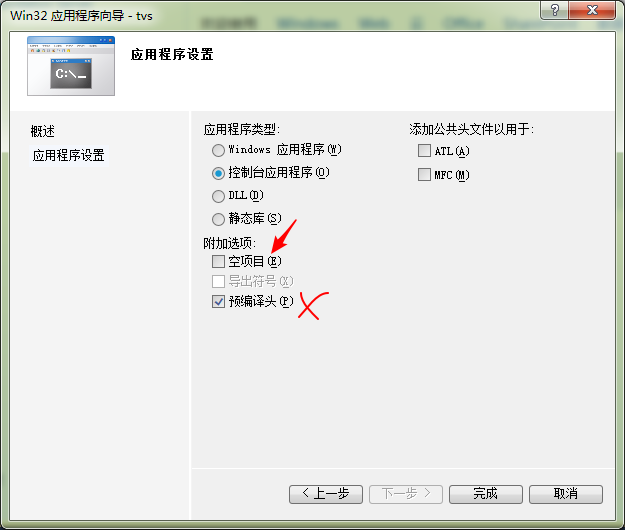 Win32 应用程序向导 - tvs
应用程序设置
C:\
概述
应用程序设置
应用程序类型:
Windows 应用程序(W)
控制台应用程序(O)
DLL(D)
静态库(S)
附加选项:
空项目(E)
导出符号(X)
预编译头(P)
添加公共头文件以用于:
ATL(A)
MFC(M)
< 上一步
下一步 >
完成
取消